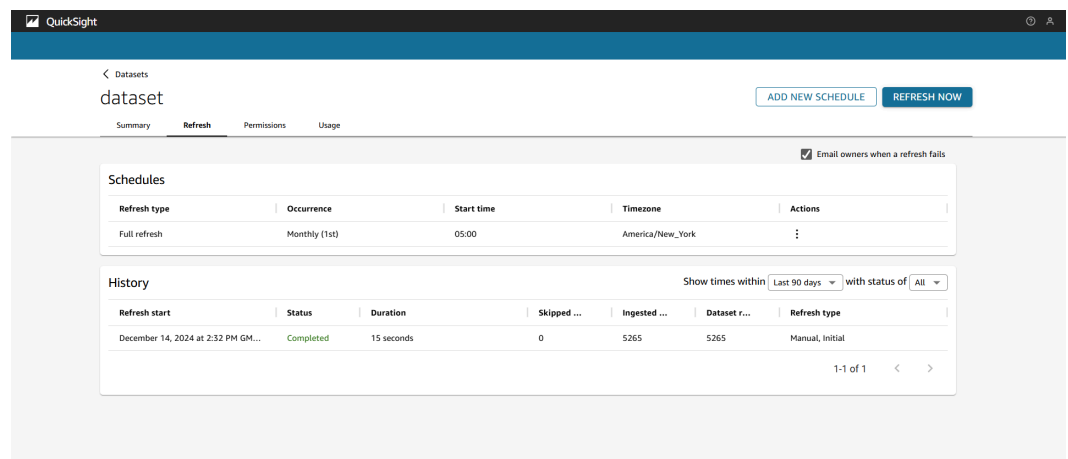 QuickSight
Datasets
dataset
ADD NEW SCHEDULE
REFRESH NOW
Summary Refresh Permissions Usage
Email owners when a refresh fails
Schedules
Refresh type Occurrence Start time Timezone Actions
Full refresh Monthly (1st) 05:00 America/New_York
History
Show times within Last 90 days with status of All
Refresh start Status Duration Skipped ... Ingested ... Dataset r... Refresh type
December 14, 2024 at 2:32 PM GM... Completed 15 seconds 0 5265 5265 Manual, Initial
1-1 of 1